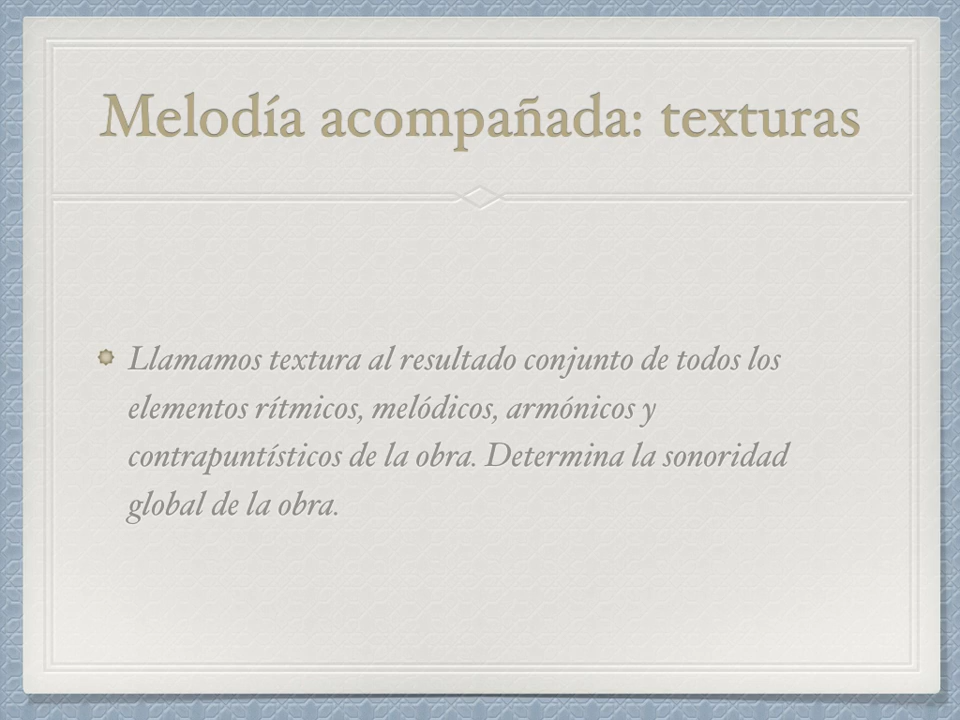 Melodía acompañada: texturas
Llamamos textura al resultado conjunto de todos los
elementos rítmicos, melódicos, armónicos y
contrapuntísticos de la obra. Determina la sonoridad
global de la obra.